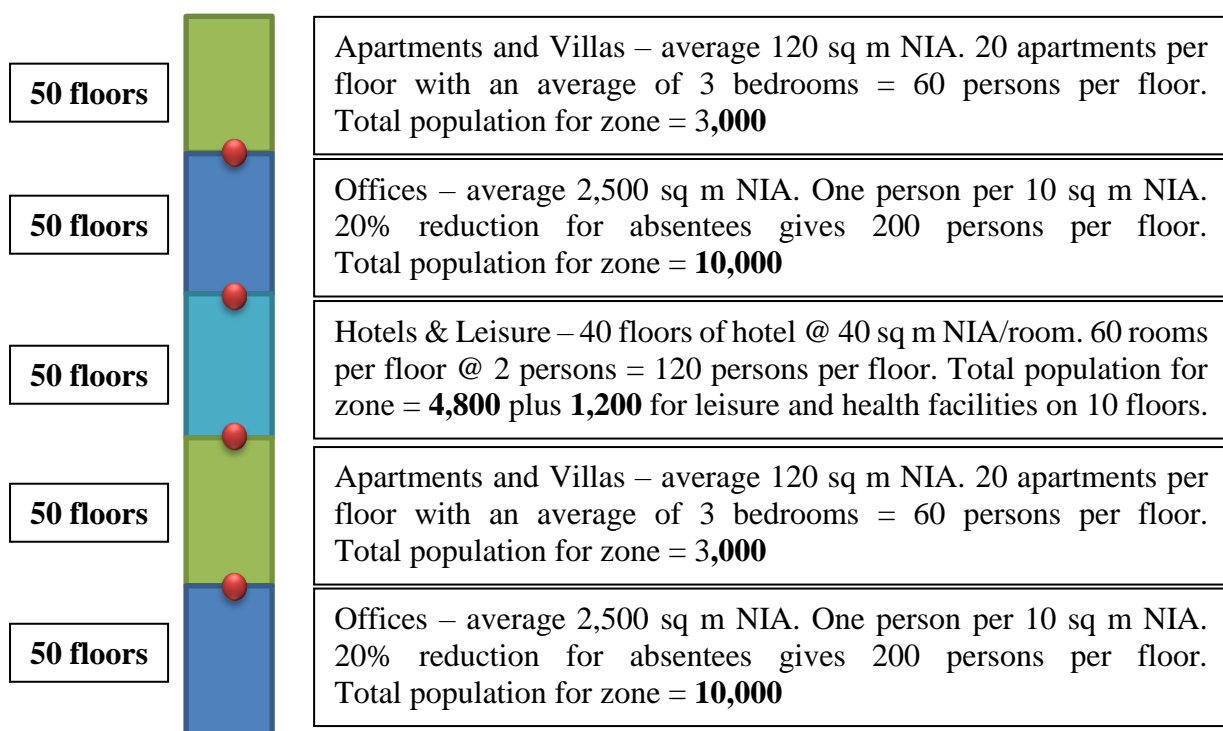 50 floors
Apartments and Villas – average 120 sq m NIA. 20 apartments per
floor with an average of 3 bedrooms = 60 persons per floor.
Total population for zone = 3,000
50 floors
Offices – average 2,500 sq m NIA. One person per 10 sq m NIA.
20% reduction for absentees gives 200 persons per floor.
Total population for zone = 10,000
50 floors
Hotels & Leisure – 40 floors of hotel @ 40 sq m NIA/room. 60 rooms
per floor @ 2 persons = 120 persons per floor. Total population for
zone = 4,800 plus 1,200 for leisure and health facilities on 10 floors.
50 floors
Apartments and Villas – average 120 sq m NIA. 20 apartments per
floor with an average of 3 bedrooms = 60 persons per floor.
Total population for zone = 3,000
50 floors
Offices – average 2,500 sq m NIA. One person per 10 sq m NIA.
20% reduction for absentees gives 200 persons per floor.
Total population for zone = 10,000